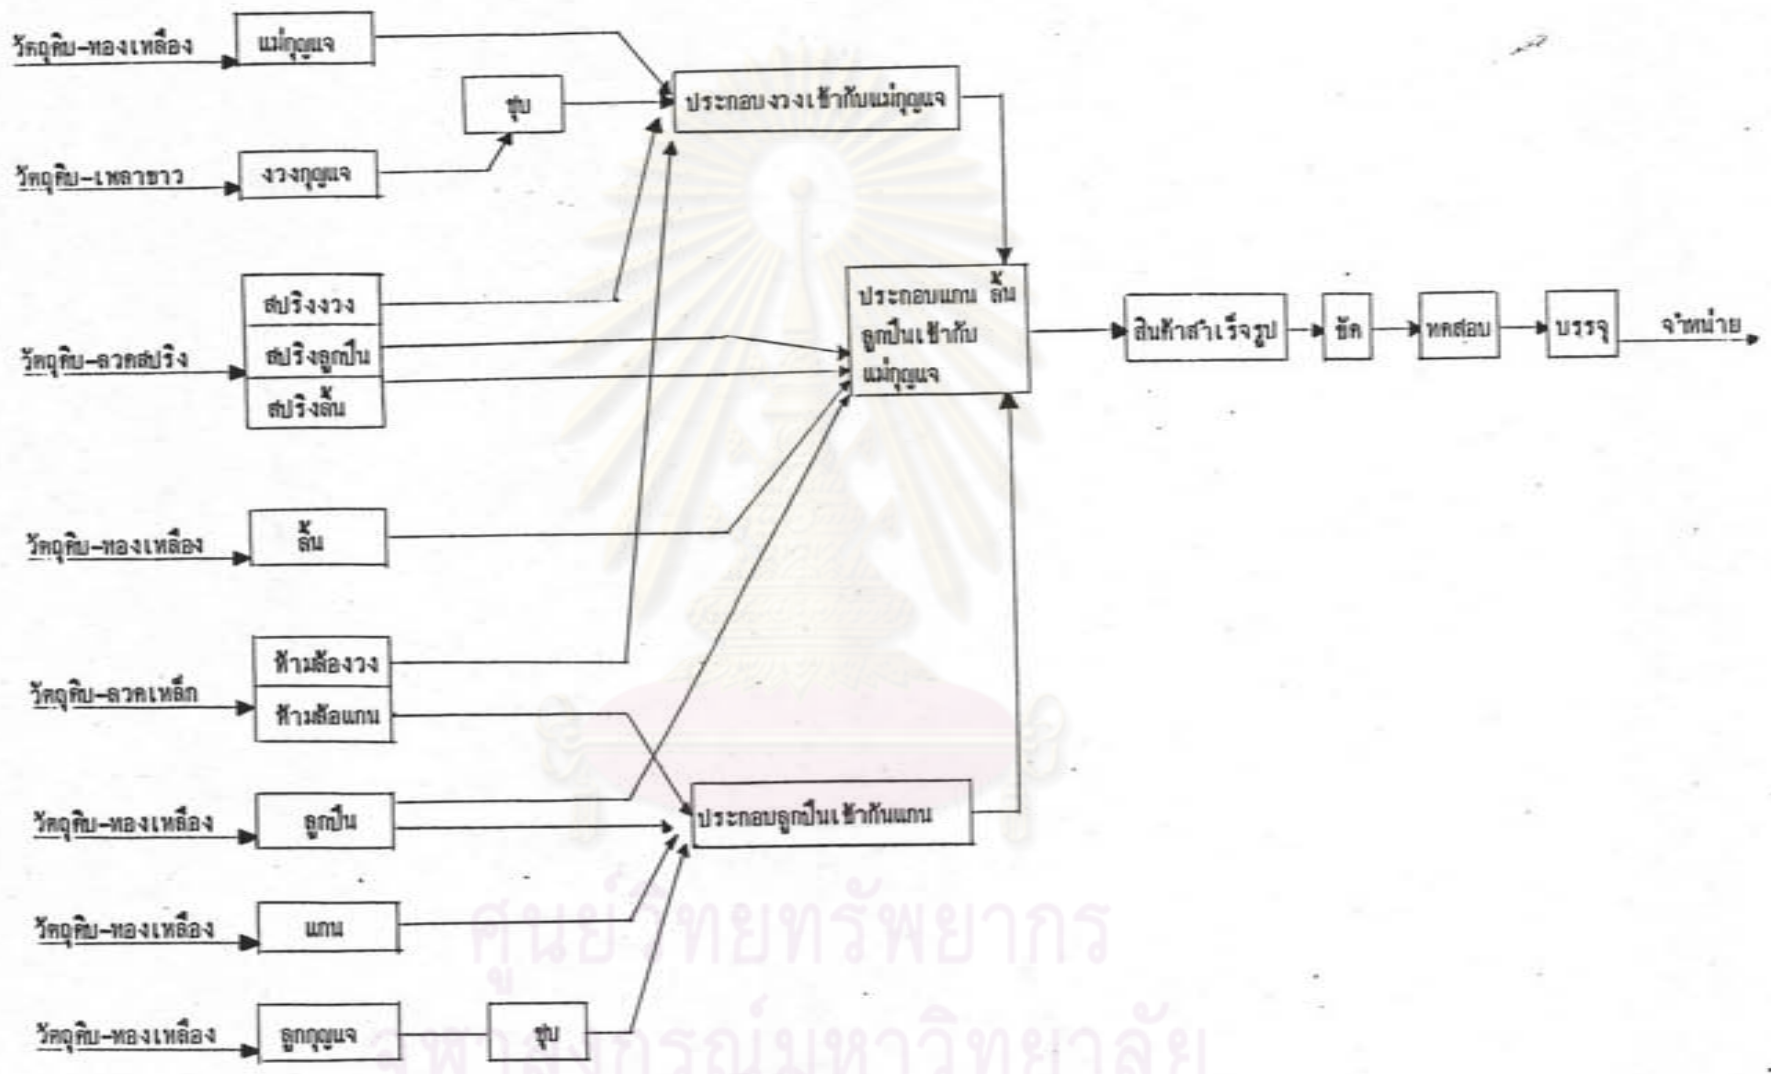 วัตถุดิบ-ทองเหลือง
แม่กุญแจ
ชุบ
ประกอบงวงเข้ากับแม่กุญแจ
วัตถุดิบ-เพลาขาว
งวงกุญแจ
วัตถุดิบ-ลวดสปริง
สปริงงวง
สปริงลูกปืน
สปริงลิ้น
ประกอบแกน ลิ้น
ลูกปืนเข้ากับ
แม่กุญแจ
สินค้าสำเร็จรูป
ขัด
ทดสอบ
บรรจุ
จำหน่าย
วัตถุดิบ-ทองเหลือง
ลิ้น
วัตถุดิบ-ลวดเหล็ก
ห้ามล้องวง
ห้ามล้อแกน
วัตถุดิบ-ทองเหลือง
ลูกปืน
ประกอบลูกปืนเข้ากับแกน
วัตถุดิบ-ทองเหลือง
แกน
ศูนย์วิทยทรัพยากร
วัตถุดิบ-ทองเหลือง
ลูกกุญแจ
ชุบ
จุฬาลงกรณ์มหาวิทยาลัย